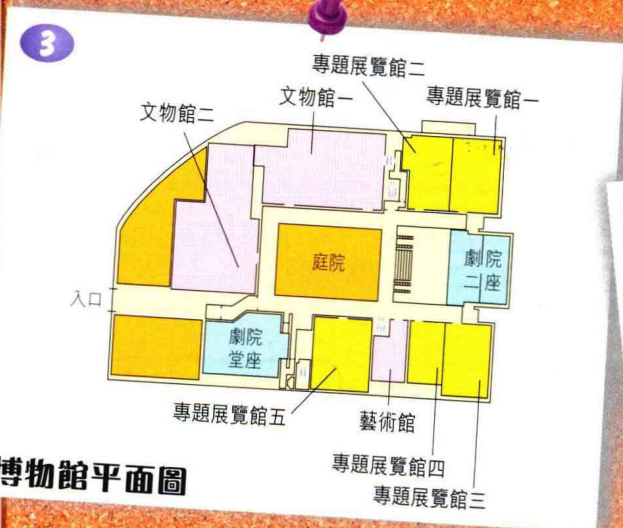 3
專題展覽館二
文物館一
專題展覽館一
文物館二
庭院
劇院
二座
入口
劇院
堂座
專題展覽館五
藝術館
專題展覽館四
專題展覽館三
博物館平面圖